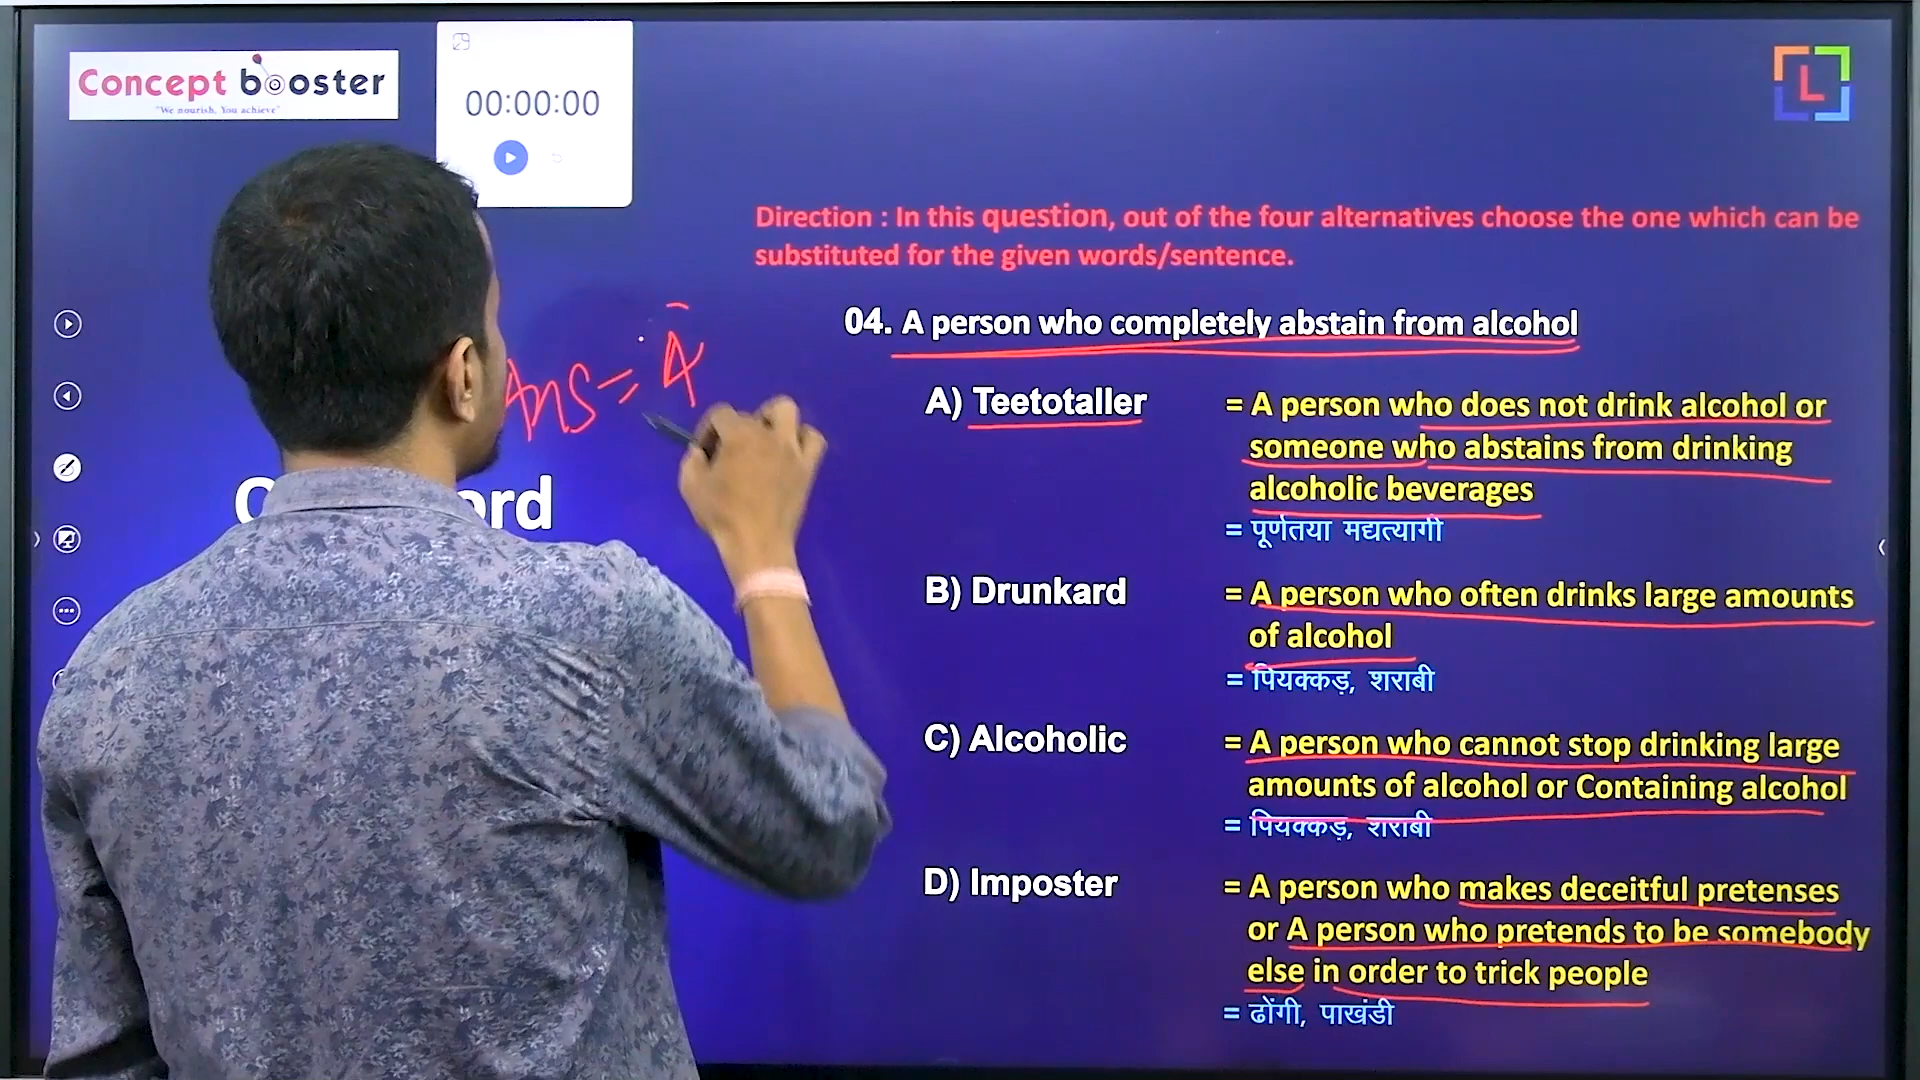 Concept booster
"We nourish, You achieve"
00:00:00
L
Direction : In this question, out of the four alternatives choose the one which can be
substituted for the given words/sentence.
04. A person who completely abstain from alcohol
Ans = A
A) Teetotaller
= A person who does not drink alcohol or
someone who abstains from drinking
alcoholic beverages
= पूर्णतया मद्यत्यागी
B) Drunkard
= A person who often drinks large amounts
of alcohol
= पियक्कड़, शराबी
C) Alcoholic
= A person who cannot stop drinking large
amounts of alcohol or Containing alcohol
= पियक्कड़, शराबी
D) Imposter
= A person who makes deceitful pretenses
or A person who pretends to be somebody
else in order to trick people
= ढोंगी, पाखंडी